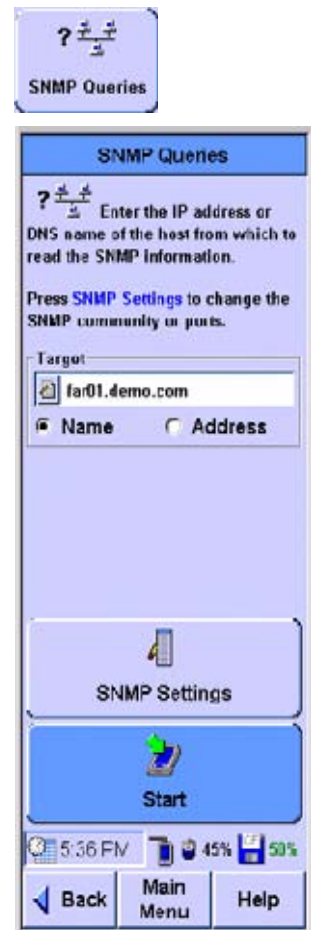 ?
SNMP Queries
SNMP Queries
? Enter the IP address or
DNS name of the host from which to
read the SNMP information.
Press SNMP Settings to change the
SNMP community or ports.
Target
far01.demo.com
Name Address
SNMP Settings
Start
5:36 PM 45% 50%
Back Main Menu Help